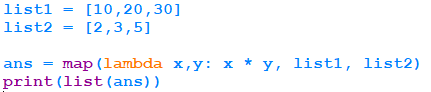 list1 = [10,20,30]
list2 = [2,3,5]
ans = map(lambda x,y: x * y, list1, list2)
print(list(ans))